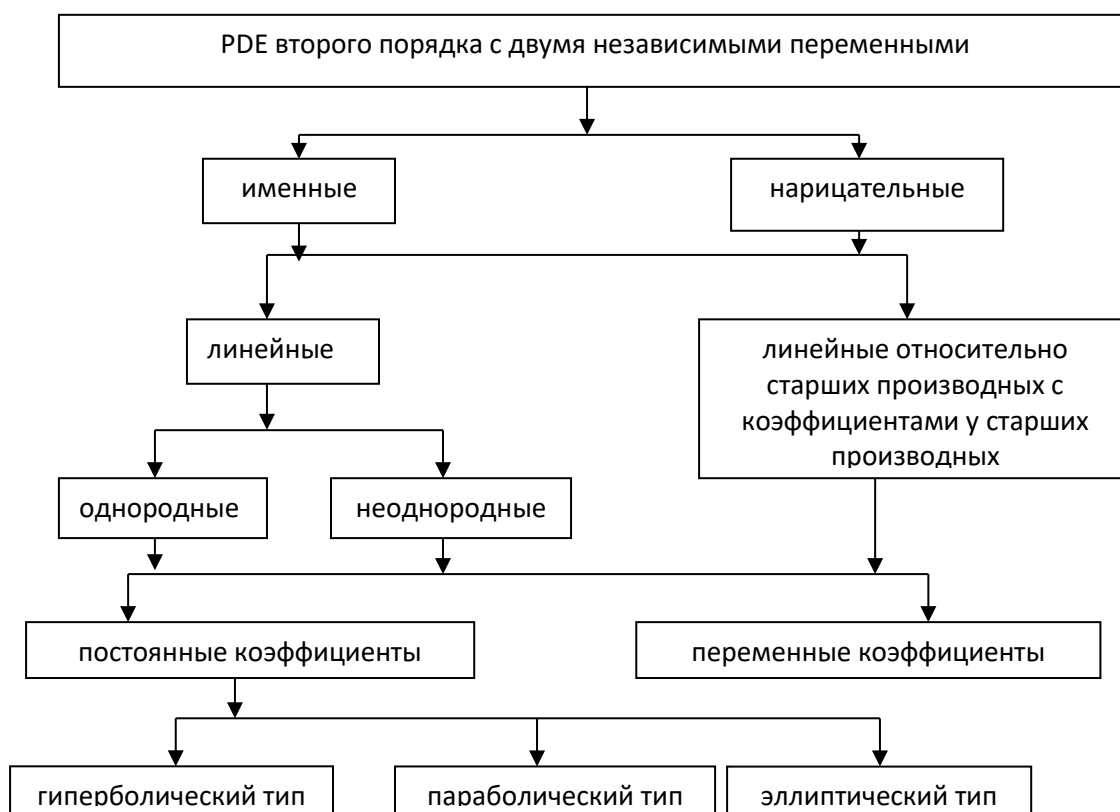 PDE второго порядка с двумя независимыми переменными
именные
нарицательные
линейные
линейные относительно
старших производных с
коэффициентами у старших
производных
однородные
неоднородные
постоянные коэффициенты
переменные коэффициенты
гиперболический тип
параболический тип
эллиптический тип